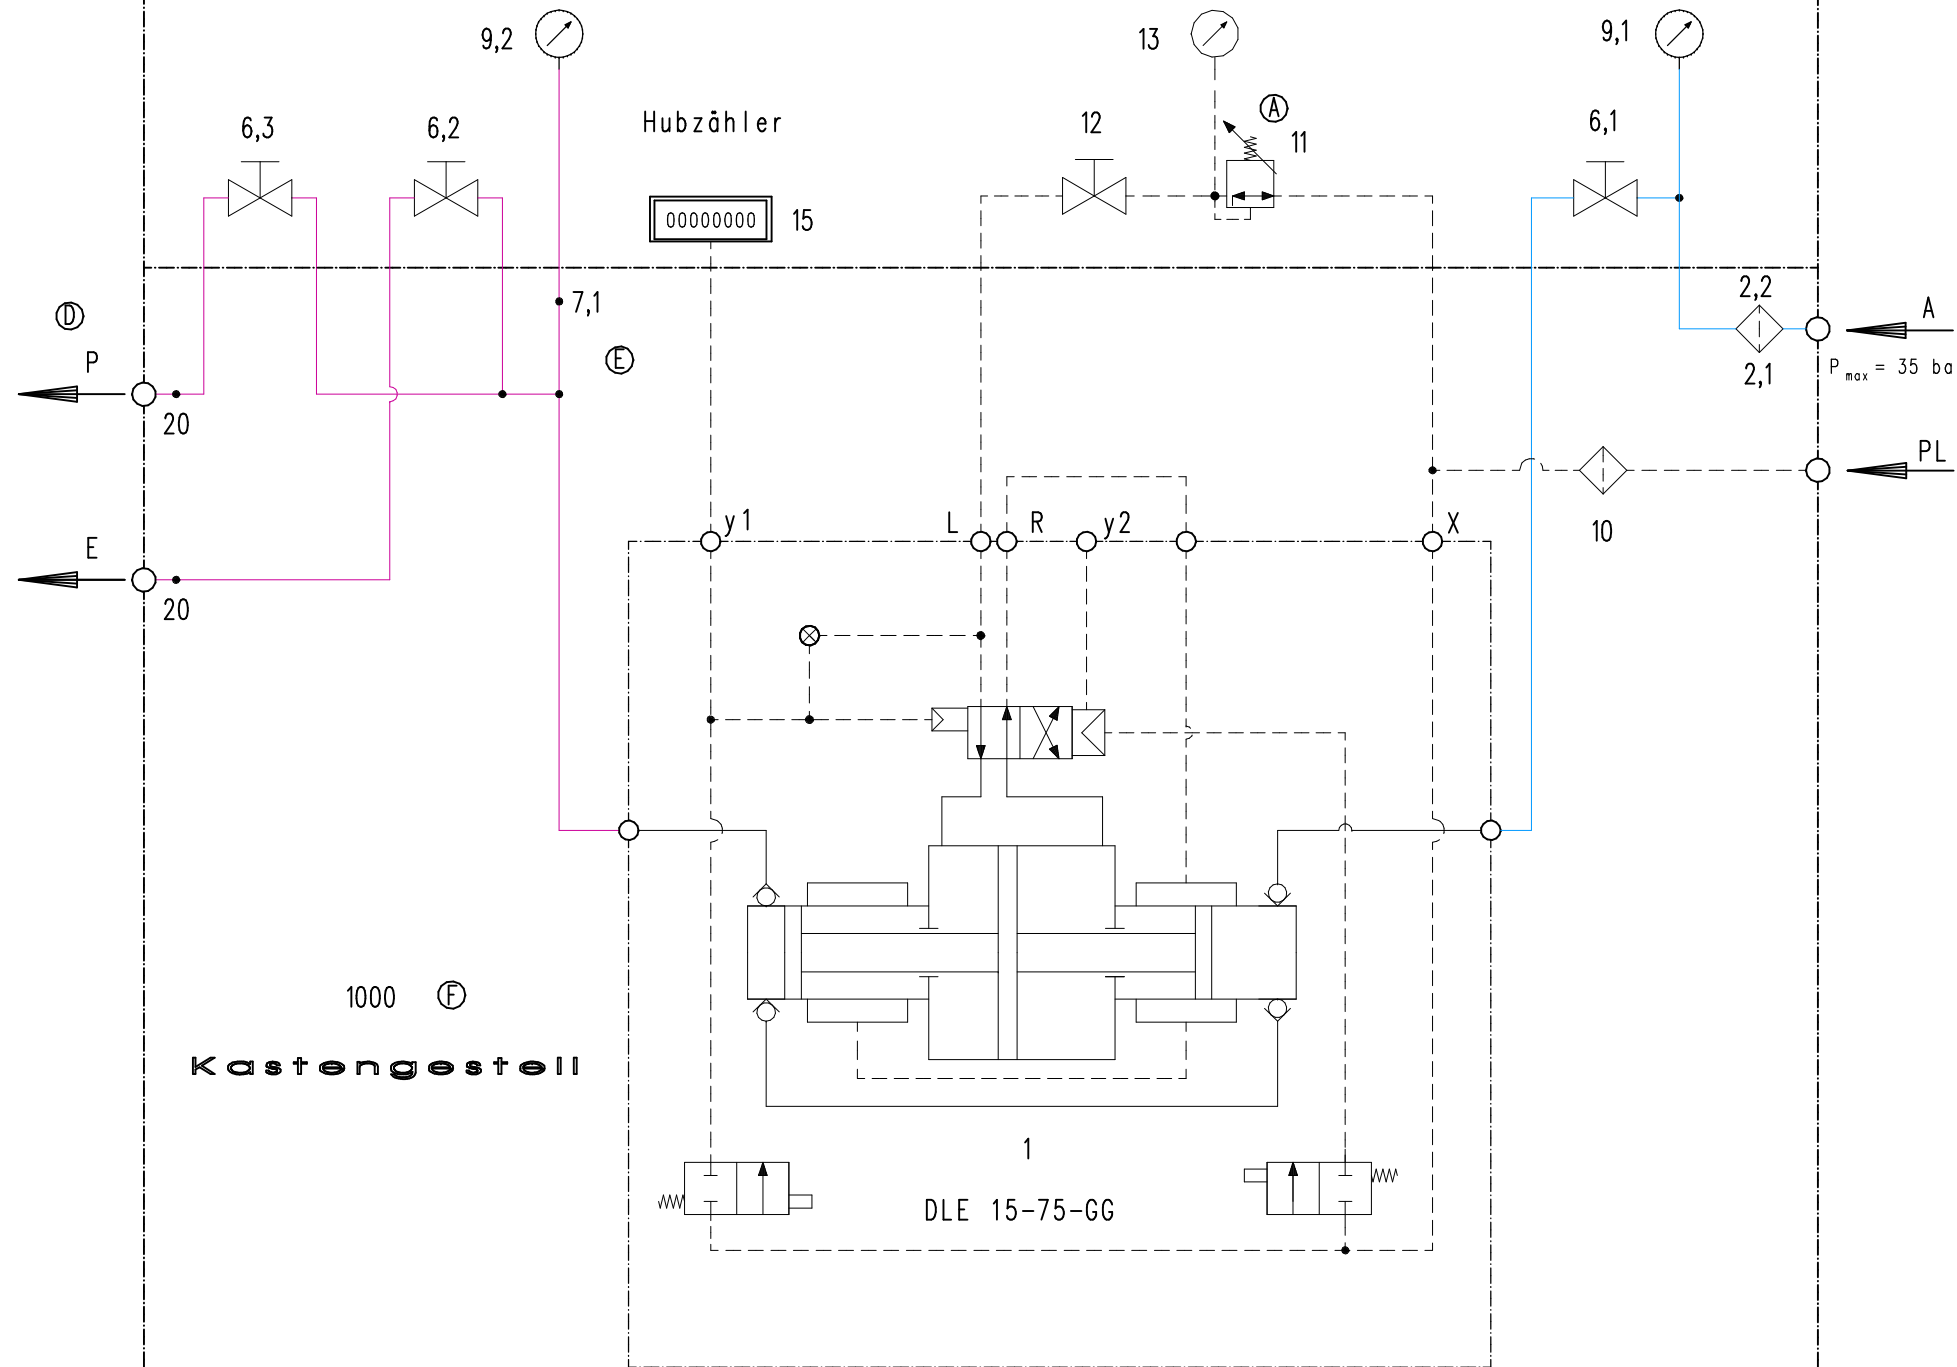 9,2
13
9,1
6,3
6,2
Hubzähler
12
A
11
6,1
00000000
15
D
7,1
2,2
A
P
E
2,1
P max = 35 ba
20
PL
10
y1
L
R
y2
X
E
20
1000
F
Kastengestell
1
DLE 15-75-GG